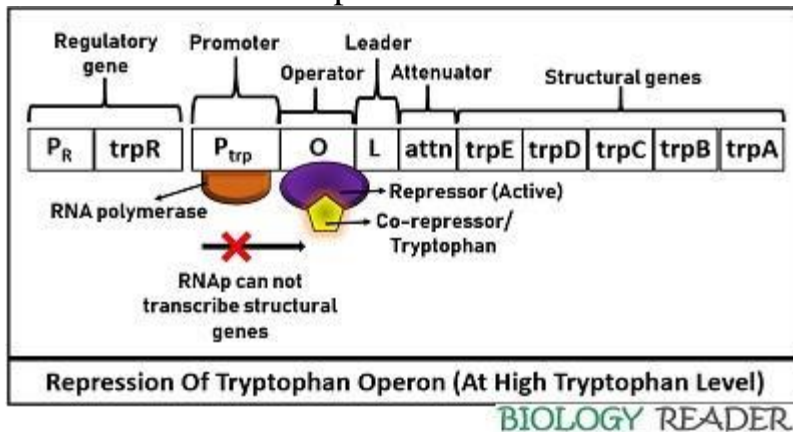 Regulatory gene
Promoter
Operator
Leader
Attenuator
Structural genes
P_R trpR P_trp O L attn trpE trpD trpC trpB trpA
RNA polymerase
Repressor (Active)
Co-repressor/
Tryptophan
RNAp can not
transcribe structural
genes
Repression Of Tryptophan Operon (At High Tryptophan Level)
BIOLOGY READER